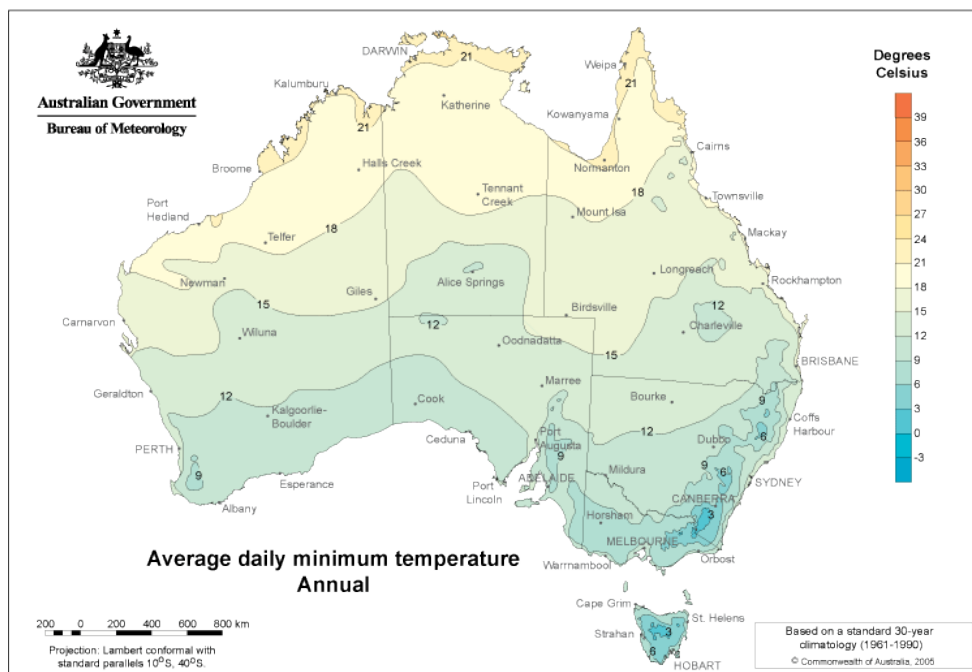 Australian Government
Bureau of Meteorology
DARWIN
21
Weipa
Degrees
Celsius
Kalumburu
Katherine
21
39
21
Kowanyama
36
Cairns
33
Broome
Halls Creek
Normanton
30
Tennant
Creek
18
Townsville
27
Port
Hedland
Mount Isa
24
18
Mackay
21
Telfer
Longreach
18
Newman
Alice Springs
Rockhampton
15
Giles
15
12
12
Carnarvon
Birdsville
12
Charleville
9
Wiluna
Oodnadatta
15
6
BRISBANE
3
Marree
Geraldton
12
Bourke
9
0
Kalgoorlie-
Boulder
Cook
Coffs
Harbour
-3
12
PERTH
Ceduna
Port
Augusta
Dubbo
6
9
9
Mildura
9
6
Esperance
Port
Lincoln
ADELAIDE
SYDNEY
Albany
CANBERRA
Horsham
3
MELBOURNE
Orbost
Warrnambool
Average daily minimum temperature
Annual
Cape Grim
St. Helens
200 0 200 400 600 800 km
Strahan
3
6
HOBART
Projection: Lambert conformal with
standard parallels 10°S, 40°S.
Based on a standard 30-year
climatology (1961-1990)
© Commonwealth of Australia, 2005